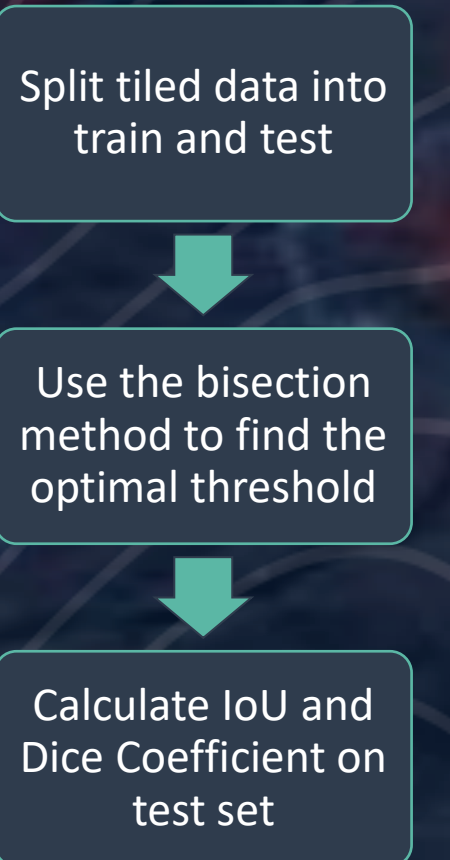 Split tiled data into
train and test
Use the bisection
method to find the
optimal threshold
Calculate IoU and
Dice Coefficient on
test set